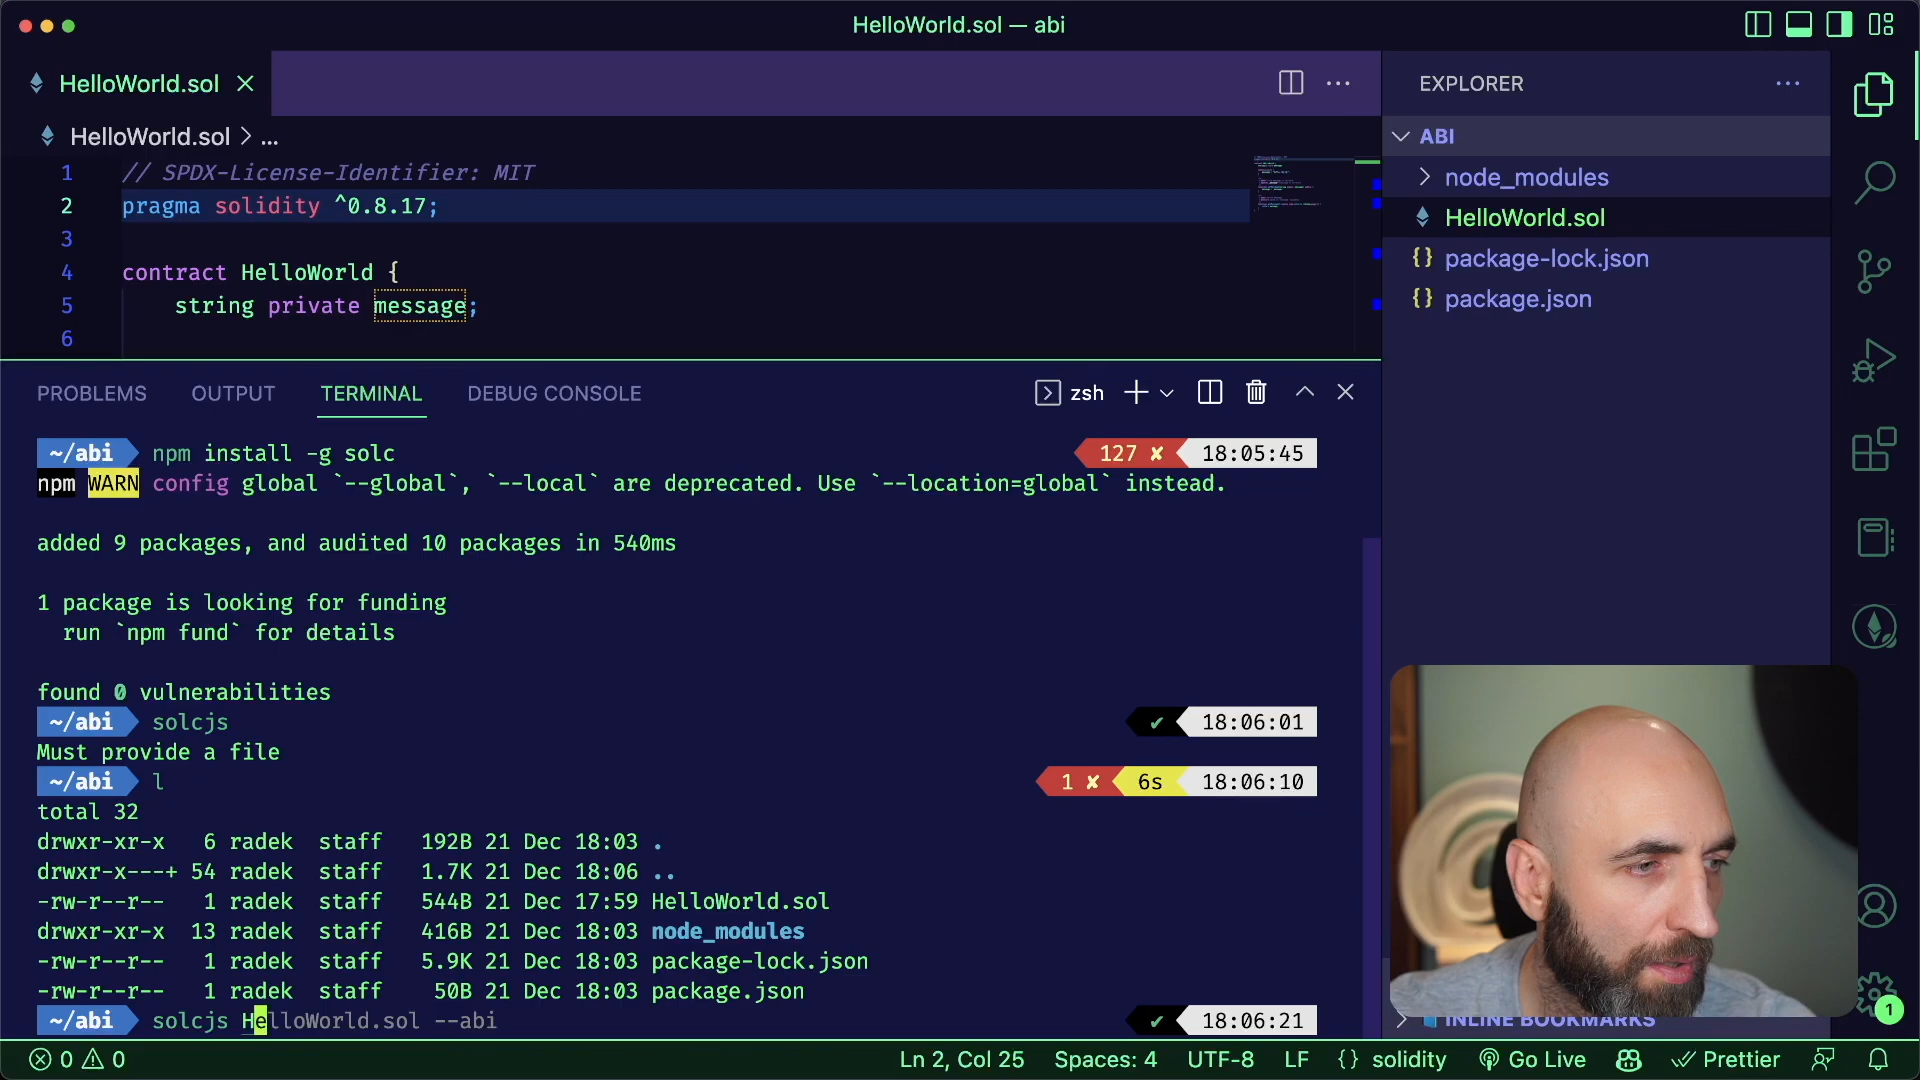 HelloWorld.sol — abi
HelloWorld.sol
EXPLORER
HelloWorld.sol > ...
1 // SPDX-License-Identifier: MIT
2 pragma solidity ^0.8.17;
3
4 contract HelloWorld {
5 string private message;
6
ABI
node_modules
HelloWorld.sol
{} package-lock.json
{} package.json
PROBLEMS OUTPUT TERMINAL DEBUG CONSOLE zsh
~/abi npm install -g solc 127 ✘ 18:05:45
npm WARN config global `--global`, `--local` are deprecated. Use `--location=global` instead.
added 9 packages, and audited 10 packages in 540ms
1 package is looking for funding
run `npm fund` for details
found 0 vulnerabilities
~/abi solcjs ✔ 18:06:01
Must provide a file
~/abi l 1 ✘ 6s 18:06:10
total 32
drwxr-xr-x 6 radek staff 192B 21 Dec 18:03 .
drwxr-x---+ 54 radek staff 1.7K 21 Dec 18:06 ..
-rw-r--r-- 1 radek staff 544B 21 Dec 17:59 HelloWorld.sol
drwxr-xr-x 13 radek staff 416B 21 Dec 18:03 node_modules
-rw-r--r-- 1 radek staff 5.9K 21 Dec 18:03 package-lock.json
-rw-r--r-- 1 radek staff 50B 21 Dec 18:03 package.json
~/abi solcjs HelloWorld.sol --abi ✔ 18:06:21
INLINE BOOKMARKS
1
0 0 Ln 2, Col 25 Spaces: 4 UTF-8 LF {} solidity Go Live Prettier